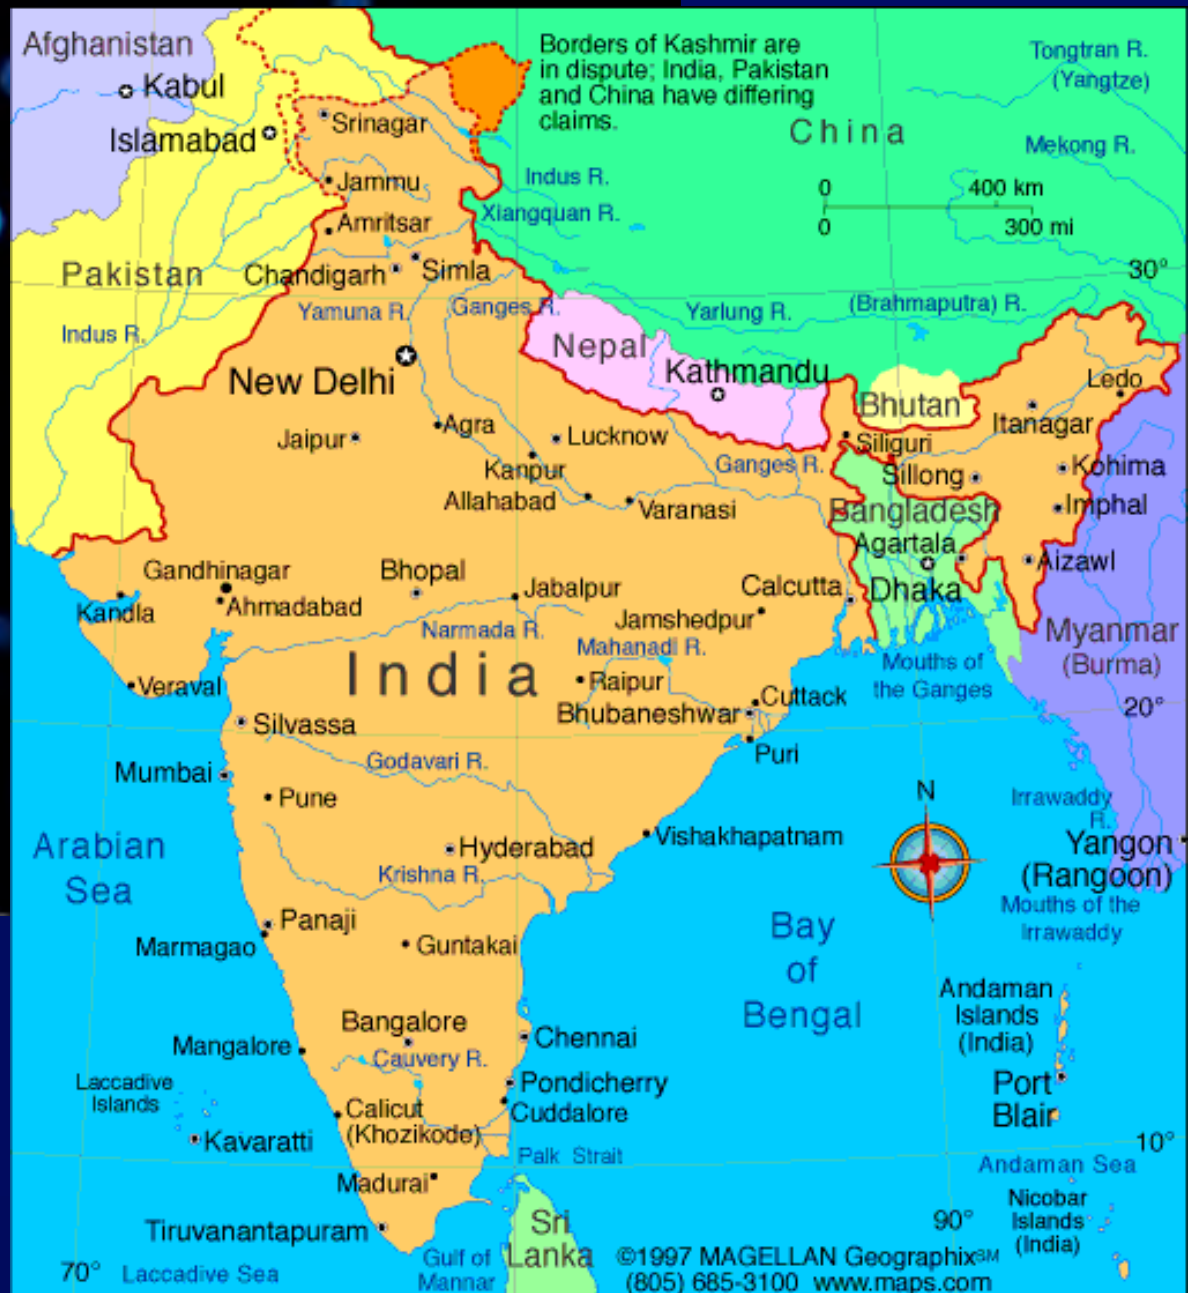 Afghanistan
Kabul
Islamabad
Borders of Kashmir are
in dispute; India, Pakistan
and China have differing
claims.
Tongtran R.
(Yangtze)
China
Mekong R.
Srinagar
Jammu
Indus R.
0 400 km
0 300 mi
Xiangquan R.
Amritsar
Pakistan
Chandigarh
Simla
30°
Indus R.
Yamuna R.
Ganges R.
Yarlung R.
(Brahmaputra) R.
Nepal
Kathmandu
New Delhi
Bhutan
Ledo
Itanagar
Jaipur
Agra
Lucknow
Siliguri
Kanpur
Ganges R.
Sillong
Kohima
Allahabad
Varanasi
Bangladesh
Imphal
Agartala
Aizawl
Gandhinagar
Bhopal
Jabalpur
Calcutta
Dhaka
Kandla
Ahmadabad
Jamshedpur
Narmada R.
Mahanadi R.
Myanmar
(Burma)
Mouths of
the Ganges
India
Veraval
Raipur
Cuttack
Bhubaneshwar
20°
Silvassa
Puri
Godavari R.
Mumbai
Pune
N
Irrawaddy
R.
Arabian
Sea
Hyderabad
Vishakhapatnam
Yangon
(Rangoon)
Krishna R.
Mouths of the
Irrawaddy
Panaji
Marmagao
Guntakai
Bay
of
Bengal
Andaman
Islands
(India)
Bangalore
Chennai
Mangalore
Cauvery R.
Laccadive
Islands
Pondicherry
Port
Blair
Cuddalore
Calicut
(Khozikode)
Kavaratti
10°
Palk Strait
Andaman Sea
Madurai
Nicobar
Islands
(India)
Tiruvanantapuram
Sri
Lanka
90°
Gulf of
Mannar
70°
Laccadive Sea
©1997 MAGELLAN Geographix℠
(805) 685-3100 www.maps.com